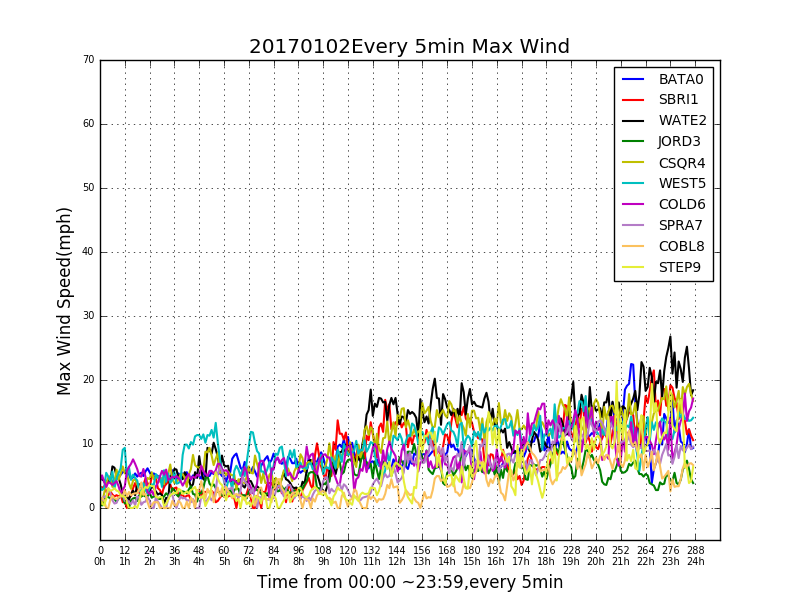 20170102Every 5min Max Wind
70
60
50
40
30
20
10
0
Max Wind Speed(mph)
BATA0
SBRI1
WATE2
JORD3
CSQR4
WEST5
COLD6
SPRA7
COBL8
STEP9
0 12 24 36 48 60 72 84 96 108 120 132 144 156 168 180 192 204 216 228 240 252 264 276 288
0h 1h 2h 3h 4h 5h 6h 7h 8h 9h 10h 11h 12h 13h 14h 15h 16h 17h 18h 19h 20h 21h 22h 23h 24h
Time from 00:00 ~23:59,every 5min